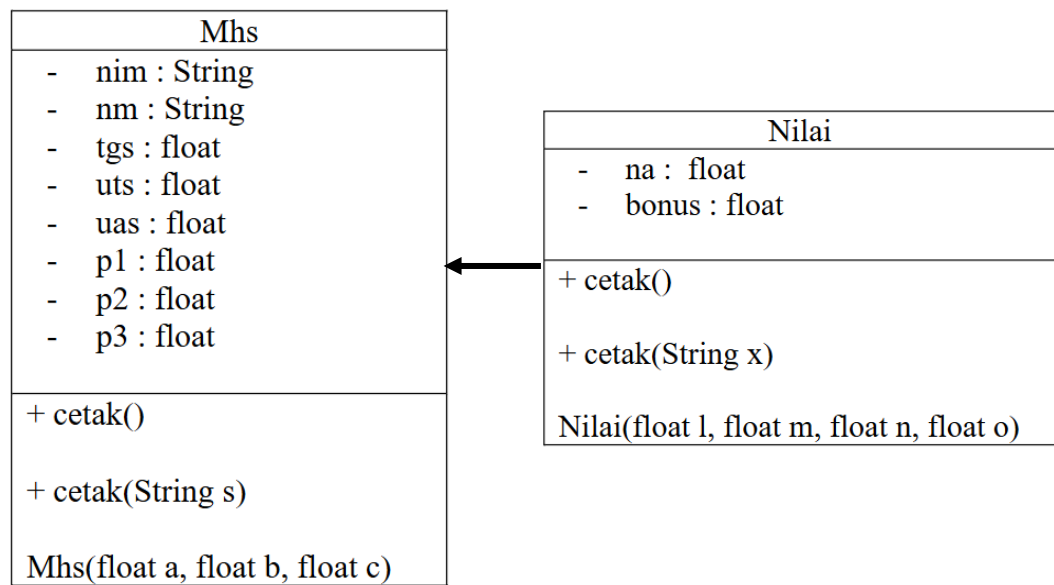 Mhs
- nim : String
- nm : String
- tgs : float
- uts : float
- uas : float
- p1 : float
- p2 : float
- p3 : float
+ cetak()
+ cetak(String s)
Mhs(float a, float b, float c)
Nilai
- na : float
- bonus : float
+ cetak()
+ cetak(String x)
Nilai(float l, float m, float n, float o)